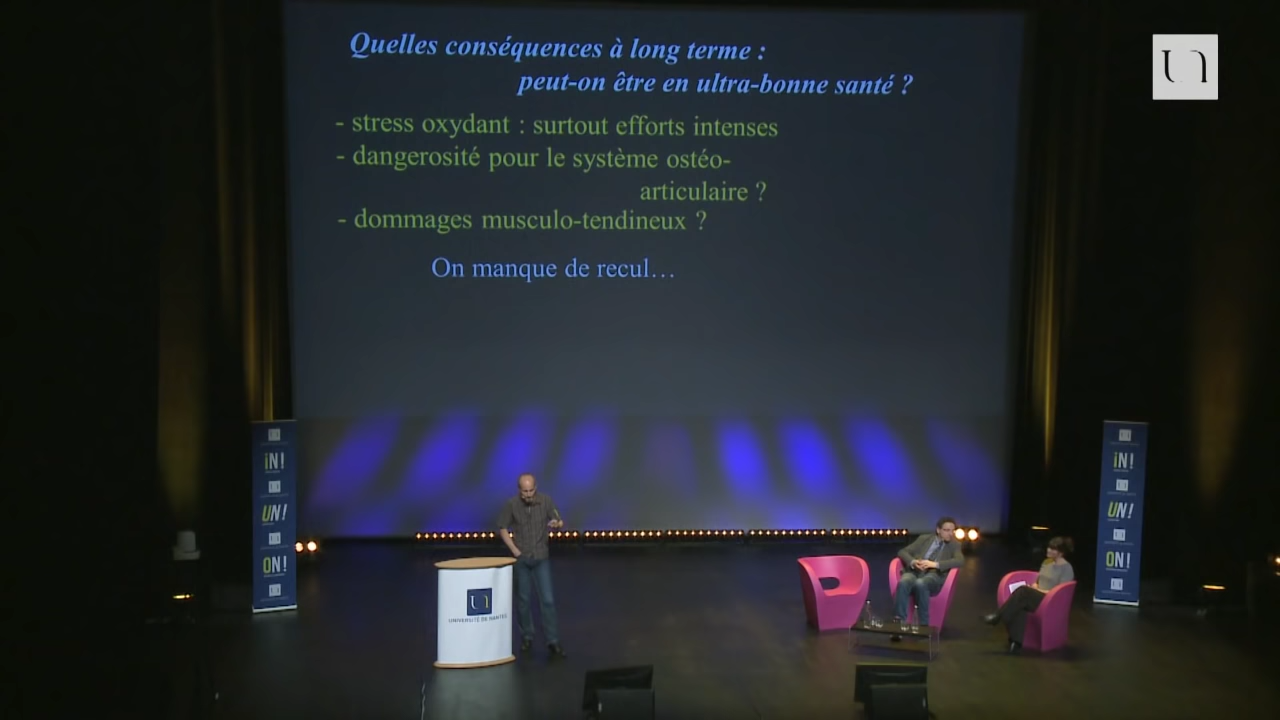 Quelles conséquences à long terme :
peut-on être en ultra-bonne santé ?
- stress oxydant : surtout efforts intenses
- dangerosité pour le système ostéo-
articulaire ?
- dommages musculo-tendineux ?
On manque de recul…
iN!
UN!
ON!
UNIVERSITÉ DE NANTES
iN!
UN!
ON!